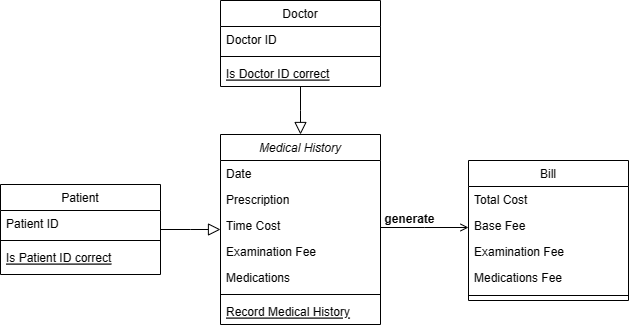 Doctor
Doctor ID
Is Doctor ID correct
Medical History
Date
Prescription
Time Cost
Examination Fee
Medications
Record Medical History
Patient
Patient ID
Is Patient ID correct
generate
Bill
Total Cost
Base Fee
Examination Fee
Medications Fee